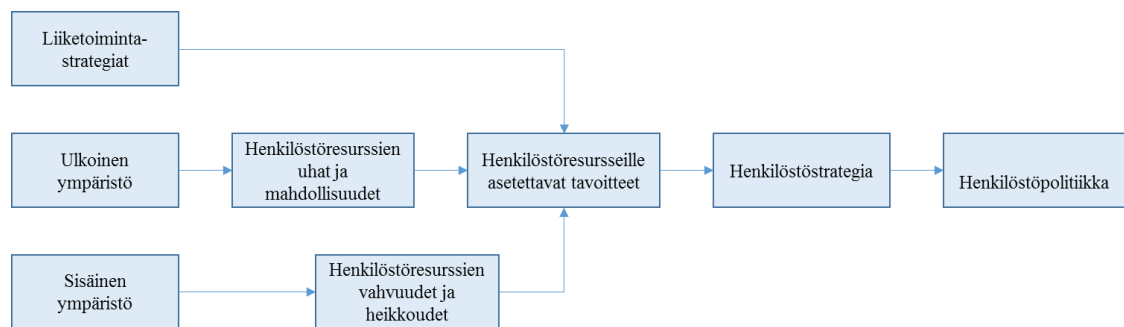 Liiketoiminta-
strategiat
Ulkoinen
ympäristö
Henkilöstöresurssien
uhat ja
mahdollisuudet
Henkilöstöresursseille
asetettavat tavoitteet
Henkilöstöstrategia
Henkilöstöpolitiikka
Sisäinen
ympäristö
Henkilöstöresurssien
vahvuudet ja
heikkoudet